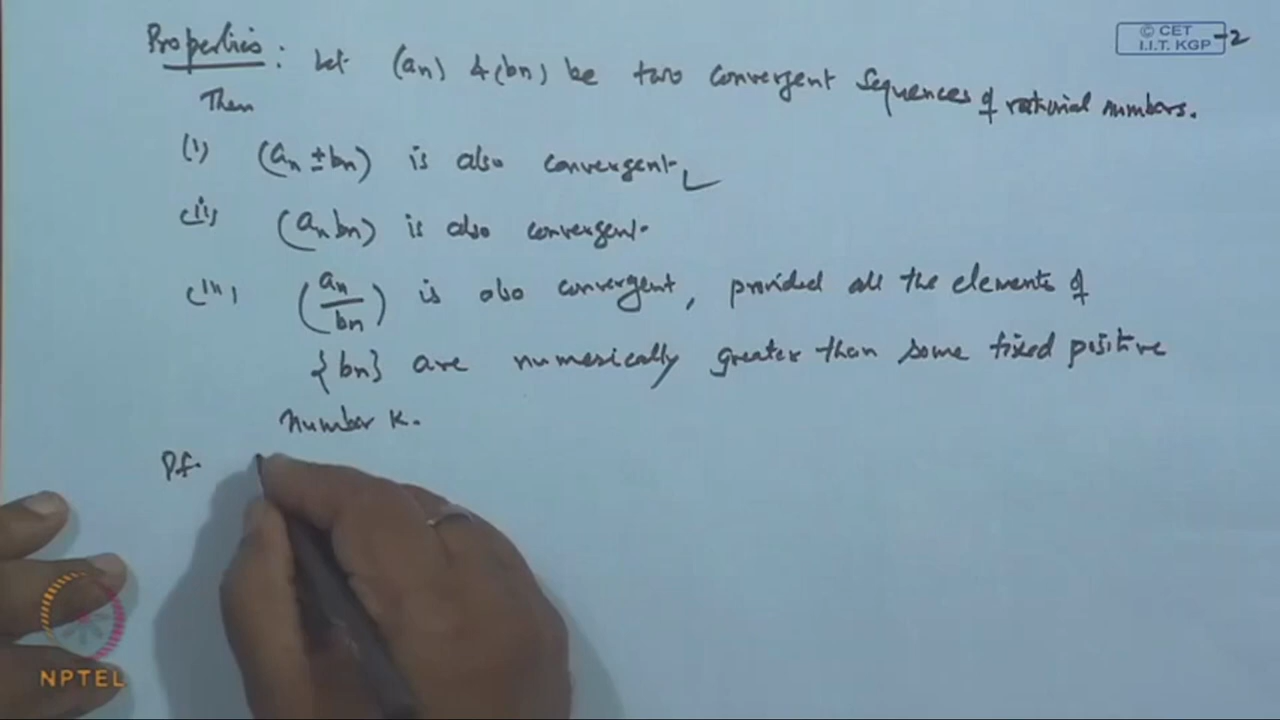 © CET
I.I.T. KGP -2
Properties : Let (an) & (bn) be two convergent sequences of rational numbers.
Then
(i) (an ± bn) is also convergent.
(ii) (an bn) is also convergent.
(iii) (an/bn) is also convergent, provided all the elements of
{bn} are numerically greater than some fixed positive
number K.
Pf.
NPTEL